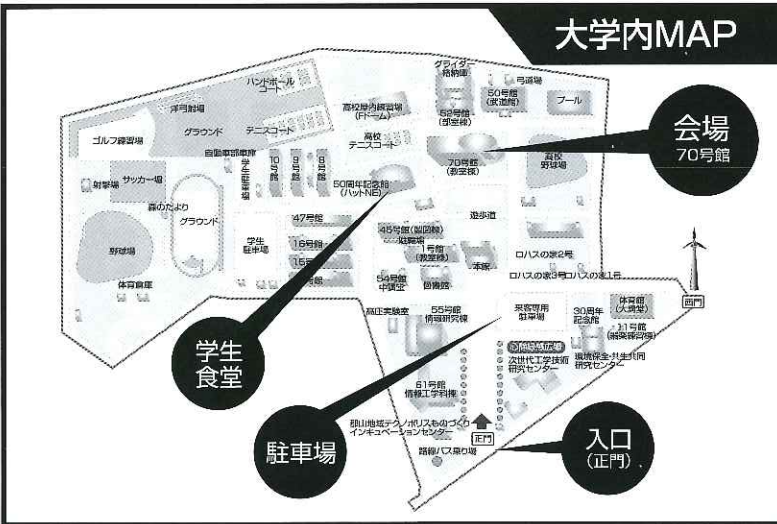 大学内MAP
グライダー
格納庫
弓道場
ハンドボール
コート
高校屋内練習場
(Fドーム)
52号館
(部室棟)
50号館
(武道館)
プール
洋弓射場
グラウンド
テニスコート
ゴルフ練習場
自動車部車庫
高校
テニスコート
70号館
(教室棟)
高校
野球場
会場
70号館
射撃場
サッカー場
学生駐車場
10号館
9号館
8号館
50周年記念館
(ハットNE)
森のたより
グラウンド
遊歩道
47号館
45号館(製図棟)
学生
駐車場
16号館
15号館
1号館
(教室棟)
本館
ロハスの家2号
野球場
体育倉庫
54号館
中講堂
図書館
ロハスの家3号
ロハスの家1号
西門
高圧実験室
55号館
情報研究棟
来客専用
駐車場
30周年
記念館
体育館
(大講堂)
学生
食堂
次世代工学技術
研究センター
環境保全・共生共同
研究センター
61号館
情報工学科棟
郡山地域テクノポリスものづくり
インキュベーションセンター
正門
路線バス乗り場
駐車場
入口
(正門)